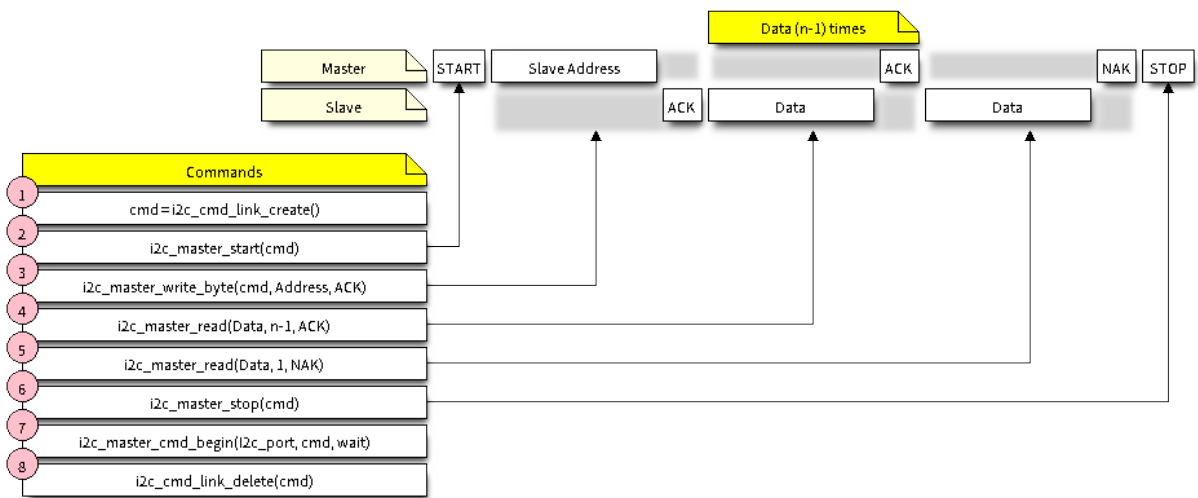 Data (n-1) times
Master START Slave Address ACK NAK STOP
Slave ACK Data Data
Commands
1
cmd = i2c_cmd_link_create()
2
i2c_master_start(cmd)
3
i2c_master_write_byte(cmd, Address, ACK)
4
i2c_master_read(Data, n-1, ACK)
5
i2c_master_read(Data, 1, NAK)
6
i2c_master_stop(cmd)
7
i2c_master_cmd_begin(I2c_port, cmd, wait)
8
i2c_cmd_link_delete(cmd)